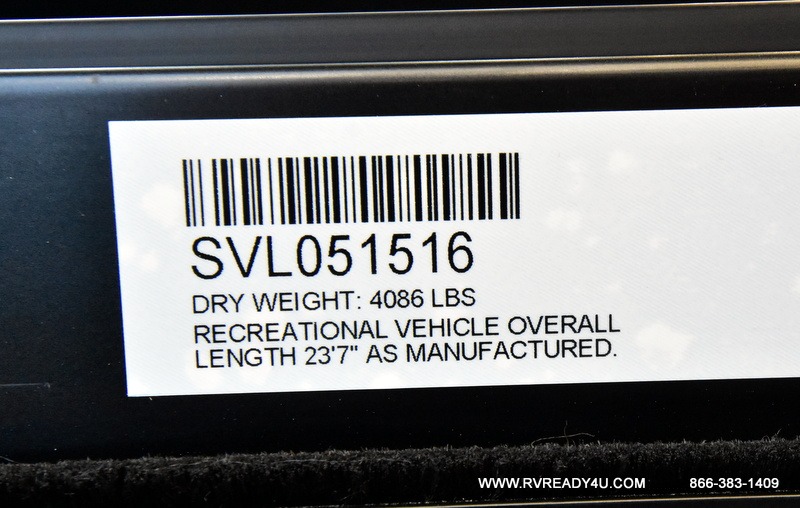 SVL051516
DRY WEIGHT: 4086 LBS
RECREATIONAL VEHICLE OVERALL
LENGTH 23'7" AS MANUFACTURED.
WWW.RVREADY4U.COM 866-383-1409